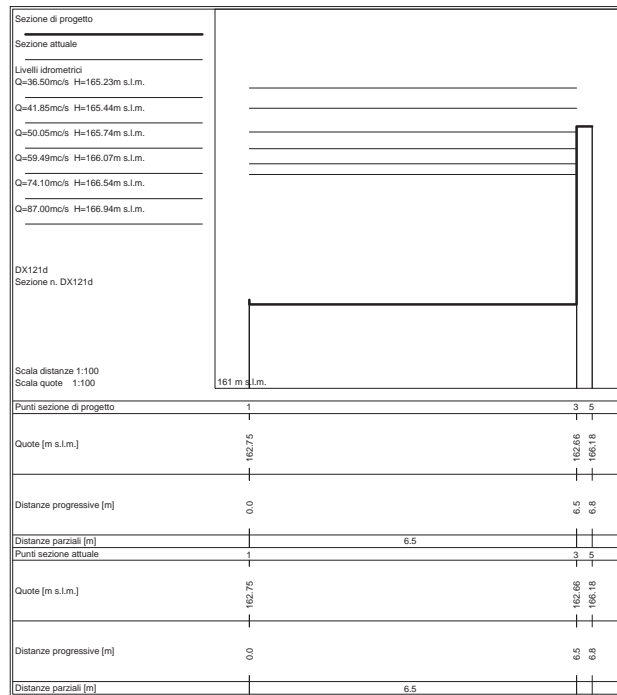 Sezione di progetto
Sezione attuale
Livelli idrometrici
Q=36.50mc/s H=165.23m s.l.m.
Q=41.85mc/s H=165.44m s.l.m.
Q=50.05mc/s H=165.74m s.l.m.
Q=59.49mc/s H=166.07m s.l.m.
Q=74.10mc/s H=166.54m s.l.m.
Q=87.00mc/s H=166.94m s.l.m.
DX121d
Sezione n. DX121d
Scala distanze 1:100
Scala quote 1:100
161 m s.l.m.
Punti sezione di progetto 1 3 5
Quote [m s.l.m.] 162.75 162.66 166.18
Distanze progressive [m] 0.0 6.5 6.8
Distanze parziali [m] 6.5
Punti sezione attuale 1 3 5
Quote [m s.l.m.] 162.75 162.66 166.18
Distanze progressive [m] 0.0 6.5 6.8
Distanze parziali [m] 6.5